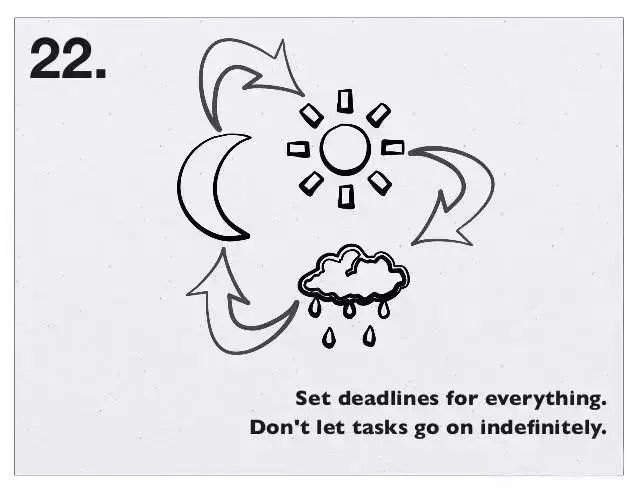 22.
Set deadlines for everything.
Don't let tasks go on indefinitely.